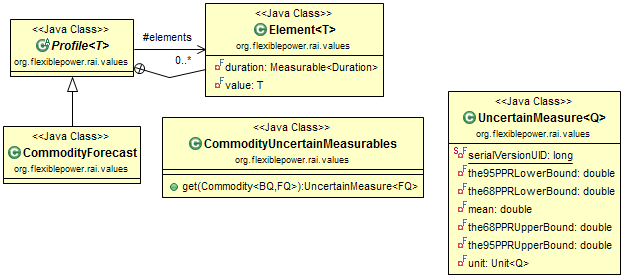 <<Java Class>>
Profile<T>
org.flexiblepower.rai.values
#elements
0..*
<<Java Class>>
Element<T>
org.flexiblepower.rai.values
duration: Measurable<Duration>
value: T
<<Java Class>>
CommodityForecast
org.flexiblepower.rai.values
<<Java Class>>
CommodityUncertainMeasurables
org.flexiblepower.rai.values
get(Commodity<BQ,FQ>):UncertainMeasure<FQ>
<<Java Class>>
UncertainMeasure<Q>
org.flexiblepower.rai.values
serialVersionUID: long
the95PPRLowerBound: double
the68PPRLowerBound: double
mean: double
the68PPRUpperBound: double
the95PPRUpperBound: double
unit: Unit<Q>